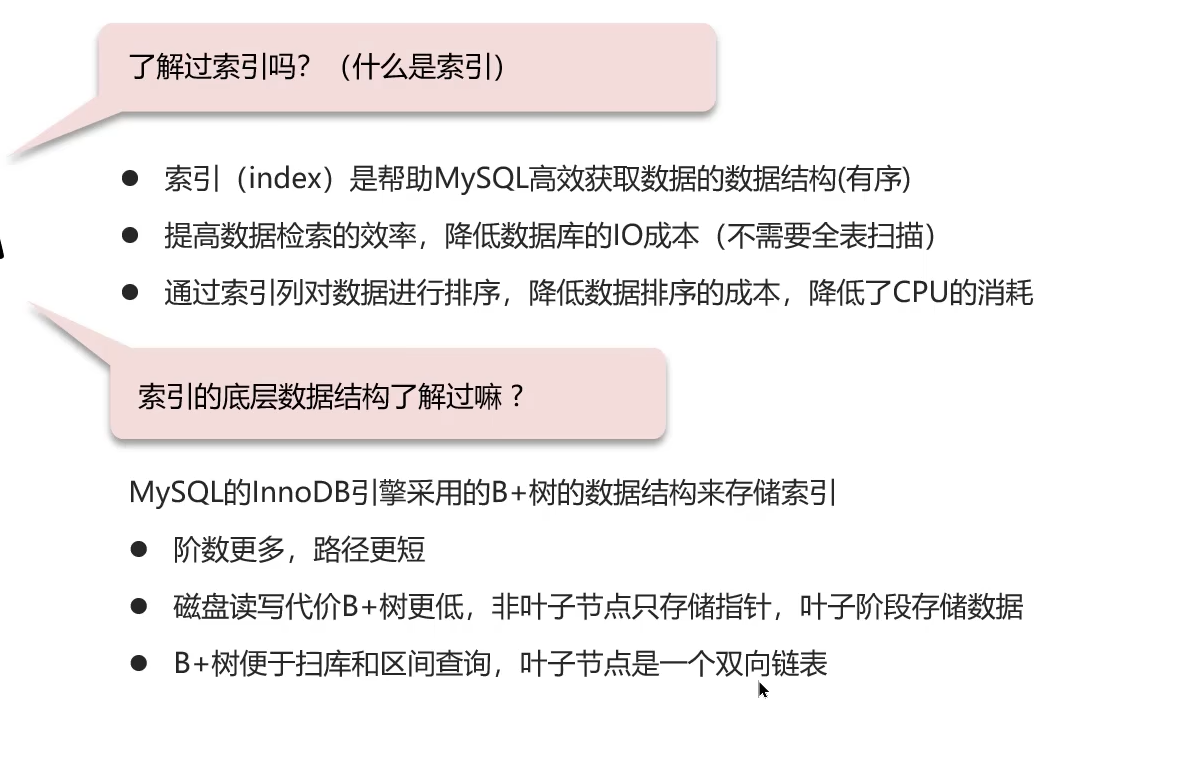 了解过索引吗？（什么是索引）
● 索引（index）是帮助MySQL高效获取数据的数据结构(有序)
● 提高数据检索的效率，降低数据库的IO成本（不需要全表扫描）
● 通过索引列对数据进行排序，降低数据排序的成本，降低了CPU的消耗
索引的底层数据结构了解过嘛 ?
MySQL的InnoDB引擎采用的B+树的数据结构来存储索引
● 阶数更多，路径更短
● 磁盘读写代价B+树更低，非叶子节点只存储指针，叶子阶段存储数据
● B+树便于扫库和区间查询，叶子节点是一个双向链表